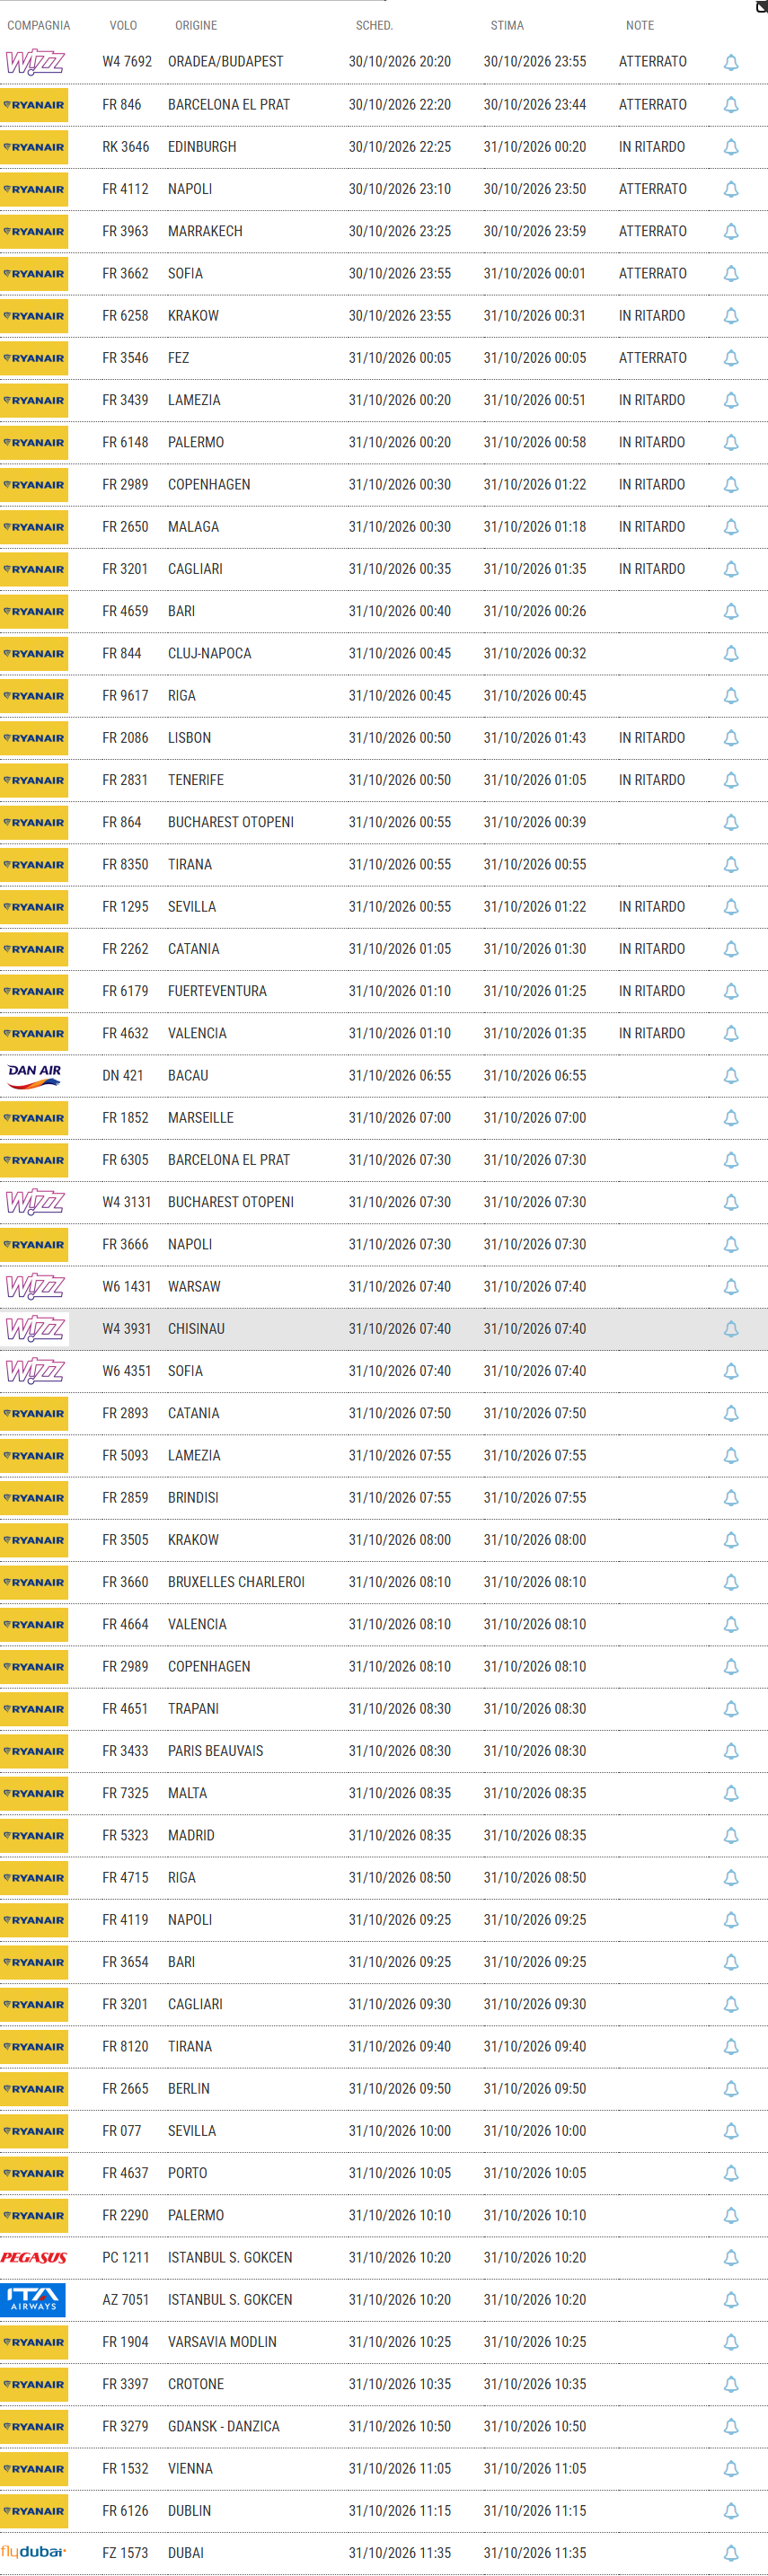 COMPAGNIA VOLO ORIGINE SCHED. STIMA NOTE
Wizz W4 7692 ORADEA/BUDAPEST 30/10/2026 20:20 30/10/2026 23:55 ATTERRATO
RYANAIR FR 846 BARCELONA EL PRAT 30/10/2026 22:20 30/10/2026 23:44 ATTERRATO
RYANAIR RK 3646 EDINBURGH 30/10/2026 22:25 31/10/2026 00:20 IN RITARDO
RYANAIR FR 4112 NAPOLI 30/10/2026 23:10 30/10/2026 23:50 ATTERRATO
RYANAIR FR 3963 MARRAKECH 30/10/2026 23:25 30/10/2026 23:59 ATTERRATO
RYANAIR FR 3662 SOFIA 30/10/2026 23:55 31/10/2026 00:01 ATTERRATO
RYANAIR FR 6258 KRAKOW 30/10/2026 23:55 31/10/2026 00:31 IN RITARDO
RYANAIR FR 3546 FEZ 31/10/2026 00:05 31/10/2026 00:05 ATTERRATO
RYANAIR FR 3439 LAMEZIA 31/10/2026 00:20 31/10/2026 00:51 IN RITARDO
RYANAIR FR 6148 PALERMO 31/10/2026 00:20 31/10/2026 00:58 IN RITARDO
RYANAIR FR 2989 COPENHAGEN 31/10/2026 00:30 31/10/2026 01:22 IN RITARDO
RYANAIR FR 2650 MALAGA 31/10/2026 00:30 31/10/2026 01:18 IN RITARDO
RYANAIR FR 3201 CAGLIARI 31/10/2026 00:35 31/10/2026 01:35 IN RITARDO
RYANAIR FR 4659 BARI 31/10/2026 00:40 31/10/2026 00:26
RYANAIR FR 844 CLUJ-NAPOCA 31/10/2026 00:45 31/10/2026 00:32
RYANAIR FR 9617 RIGA 31/10/2026 00:45 31/10/2026 00:45
RYANAIR FR 2086 LISBON 31/10/2026 00:50 31/10/2026 01:43 IN RITARDO
RYANAIR FR 2831 TENERIFE 31/10/2026 00:50 31/10/2026 01:05 IN RITARDO
RYANAIR FR 864 BUCHAREST OTOPENI 31/10/2026 00:55 31/10/2026 00:39
RYANAIR FR 8350 TIRANA 31/10/2026 00:55 31/10/2026 00:55
RYANAIR FR 1295 SEVILLA 31/10/2026 00:55 31/10/2026 01:22 IN RITARDO
RYANAIR FR 2262 CATANIA 31/10/2026 01:05 31/10/2026 01:30 IN RITARDO
RYANAIR FR 6179 FUERTEVENTURA 31/10/2026 01:10 31/10/2026 01:25 IN RITARDO
RYANAIR FR 4632 VALENCIA 31/10/2026 01:10 31/10/2026 01:35 IN RITARDO
DAN AIR DN 421 BACAU 31/10/2026 06:55 31/10/2026 06:55
RYANAIR FR 1852 MARSEILLE 31/10/2026 07:00 31/10/2026 07:00
RYANAIR FR 6305 BARCELONA EL PRAT 31/10/2026 07:30 31/10/2026 07:30
Wizz W4 3131 BUCHAREST OTOPENI 31/10/2026 07:30 31/10/2026 07:30
RYANAIR FR 3666 NAPOLI 31/10/2026 07:30 31/10/2026 07:30
Wizz W6 1431 WARSAW 31/10/2026 07:40 31/10/2026 07:40
Wizz W4 3931 CHISINAU 31/10/2026 07:40 31/10/2026 07:40
Wizz W6 4351 SOFIA 31/10/2026 07:40 31/10/2026 07:40
RYANAIR FR 2893 CATANIA 31/10/2026 07:50 31/10/2026 07:50
RYANAIR FR 5093 LAMEZIA 31/10/2026 07:55 31/10/2026 07:55
RYANAIR FR 2859 BRINDISI 31/10/2026 07:55 31/10/2026 07:55
RYANAIR FR 3505 KRAKOW 31/10/2026 08:00 31/10/2026 08:00
RYANAIR FR 3660 BRUXELLES CHARLEROI 31/10/2026 08:10 31/10/2026 08:10
RYANAIR FR 4664 VALENCIA 31/10/2026 08:10 31/10/2026 08:10
RYANAIR FR 2989 COPENHAGEN 31/10/2026 08:10 31/10/2026 08:10
RYANAIR FR 4651 TRAPANI 31/10/2026 08:30 31/10/2026 08:30
RYANAIR FR 3433 PARIS BEAUVAIS 31/10/2026 08:30 31/10/2026 08:30
RYANAIR FR 7325 MALTA 31/10/2026 08:35 31/10/2026 08:35
RYANAIR FR 5323 MADRID 31/10/2026 08:35 31/10/2026 08:35
RYANAIR FR 4715 RIGA 31/10/2026 08:50 31/10/2026 08:50
RYANAIR FR 4119 NAPOLI 31/10/2026 09:25 31/10/2026 09:25
RYANAIR FR 3654 BARI 31/10/2026 09:25 31/10/2026 09:25
RYANAIR FR 3201 CAGLIARI 31/10/2026 09:30 31/10/2026 09:30
RYANAIR FR 8120 TIRANA 31/10/2026 09:40 31/10/2026 09:40
RYANAIR FR 2665 BERLIN 31/10/2026 09:50 31/10/2026 09:50
RYANAIR FR 077 SEVILLA 31/10/2026 10:00 31/10/2026 10:00
RYANAIR FR 4637 PORTO 31/10/2026 10:05 31/10/2026 10:05
RYANAIR FR 2290 PALERMO 31/10/2026 10:10 31/10/2026 10:10
PEGASUS PC 1211 ISTANBUL S. GOKCEN 31/10/2026 10:20 31/10/2026 10:20
ITA AIRWAYS AZ 7051 ISTANBUL S. GOKCEN 31/10/2026 10:20 31/10/2026 10:20
RYANAIR FR 1904 VARSAVIA MODLIN 31/10/2026 10:25 31/10/2026 10:25
RYANAIR FR 3397 CROTONE 31/10/2026 10:35 31/10/2026 10:35
RYANAIR FR 3279 GDANSK - DANZICA 31/10/2026 10:50 31/10/2026 10:50
RYANAIR FR 1532 VIENNA 31/10/2026 11:05 31/10/2026 11:05
RYANAIR FR 6126 DUBLIN 31/10/2026 11:15 31/10/2026 11:15
flydubai FZ 1573 DUBAI 31/10/2026 11:35 31/10/2026 11:35